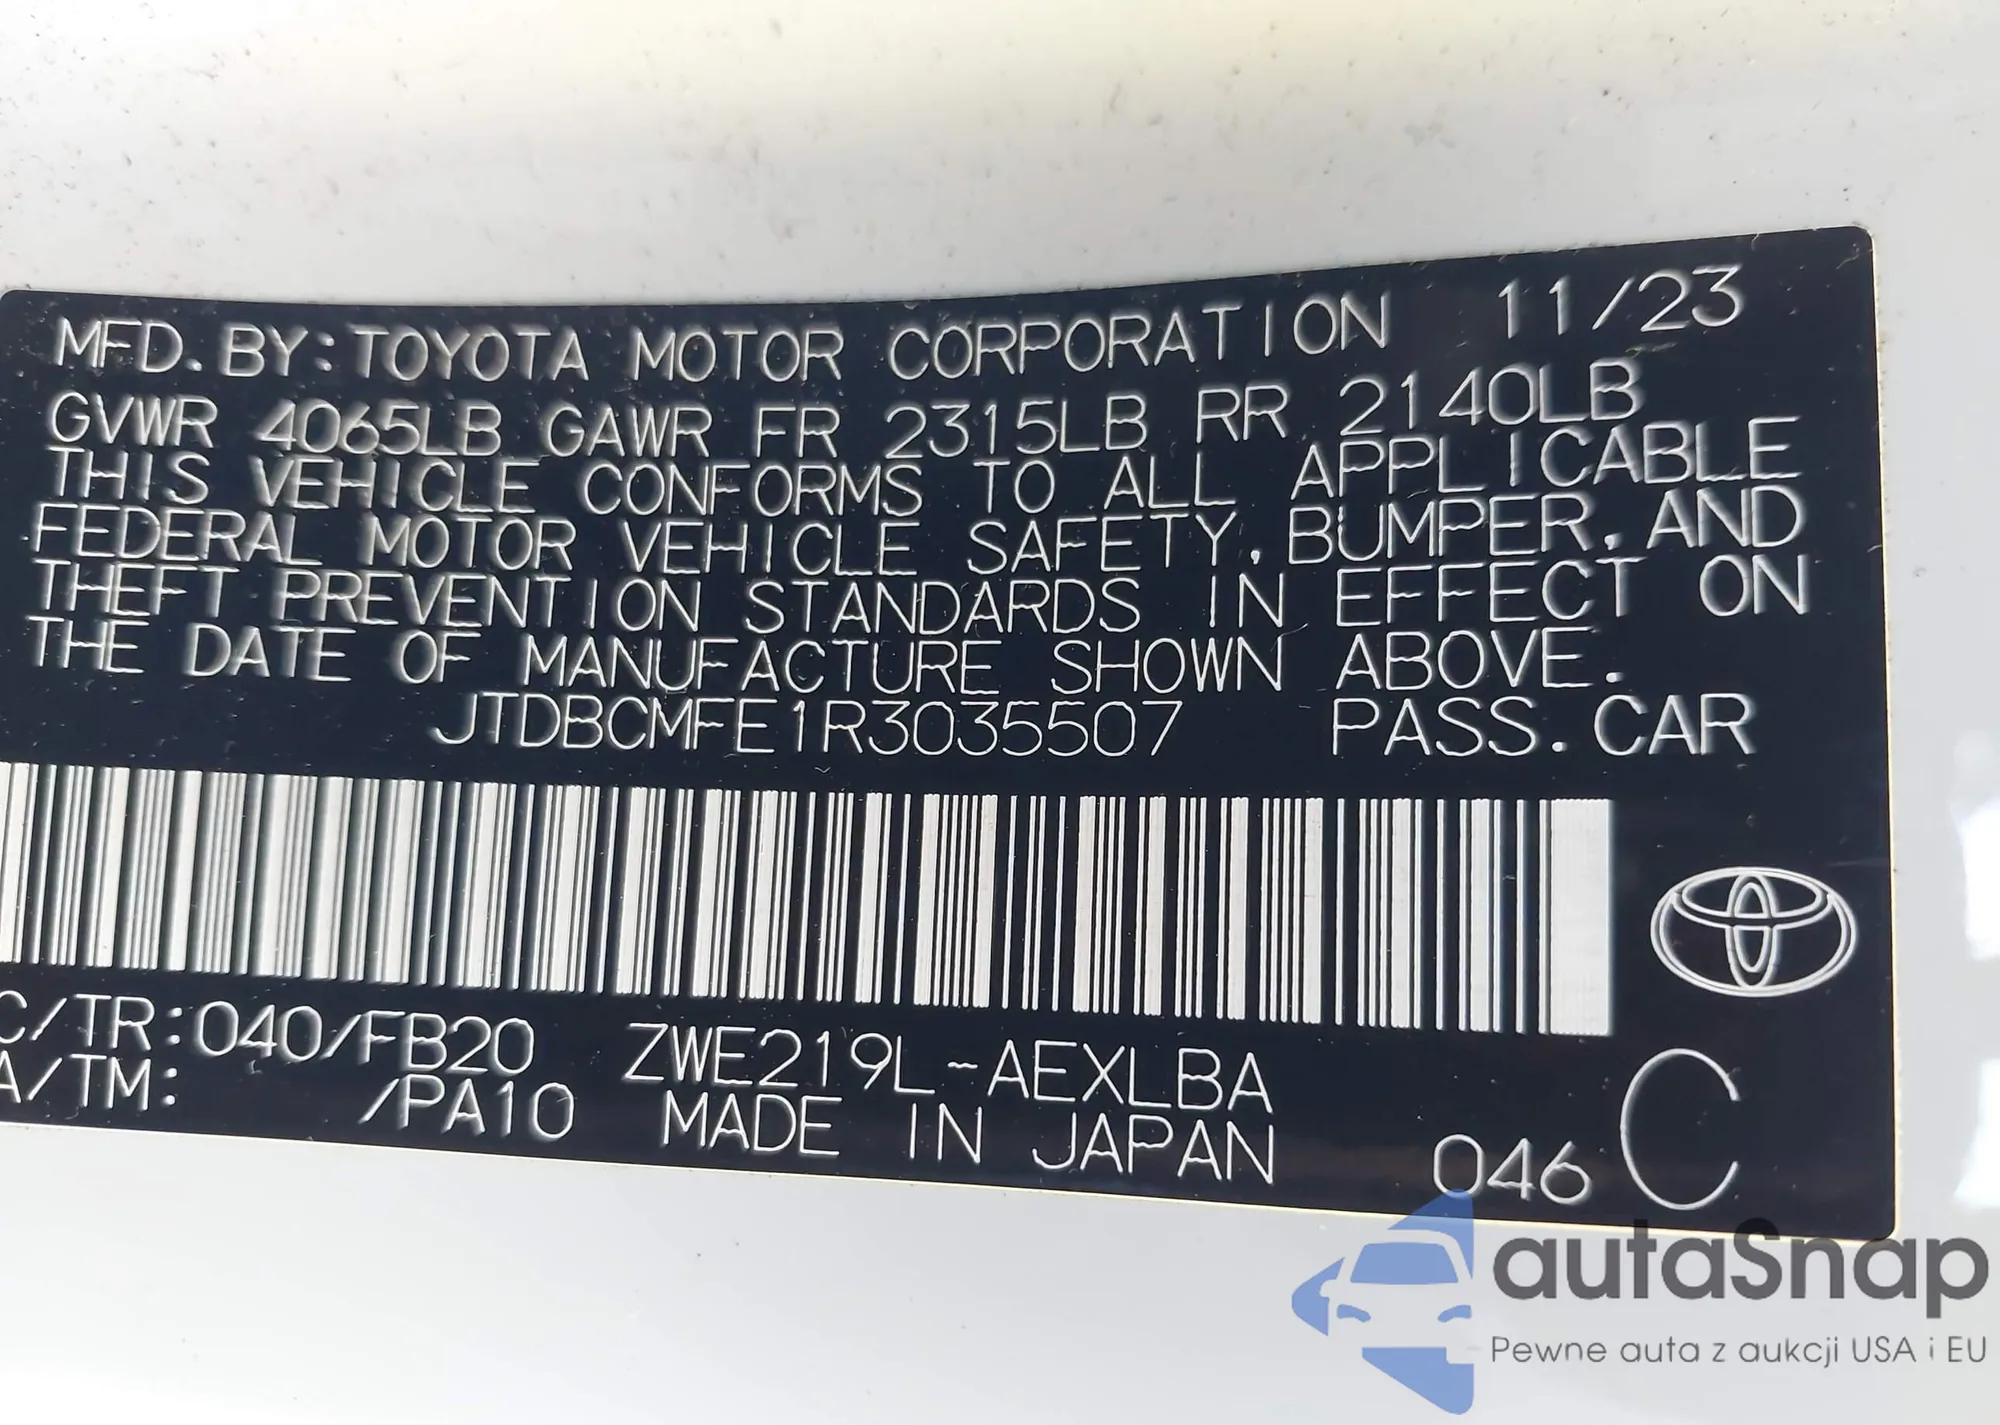 MFD. BY: TOYOTA MOTOR CORPORATION 11/23
GVWR 4065LB GAWR FR 2315LB RR 2140LB
THIS VEHICLE CONFORMS TO ALL APPLICABLE
FEDERAL MOTOR VEHICLE SAFETY, BUMPER, AND
THEFT PREVENTION STANDARDS IN EFFECT ON
THE DATE OF MANUFACTURE SHOWN ABOVE.
JTDBCMFE1R3035507 PASS. CAR
C/TR: 040/FB20 ZWE219L-AEXLBA
A/TM: /PA10 MADE IN JAPAN 046 C
autaSnap
Pewne auta z aukcji USA i EU